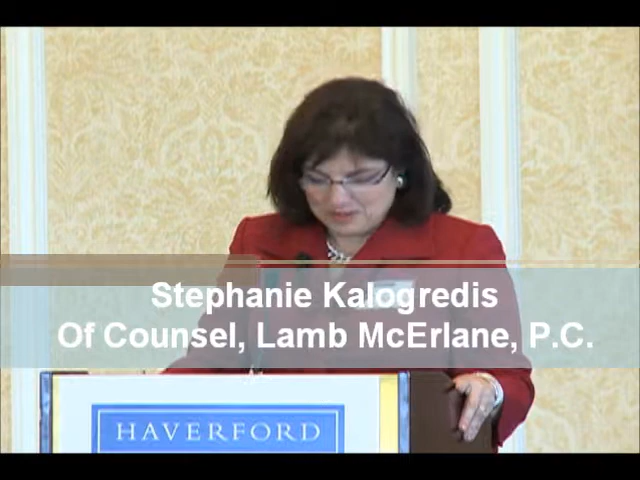 Stephanie Kalogredis
Of Counsel, Lamb McErlane, P.C.
HAVERFORD